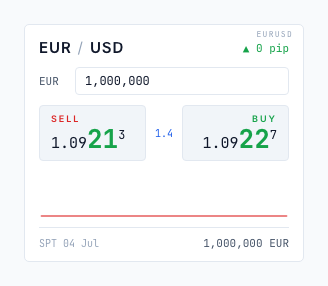 EURUSD
EUR / USD ▲ 0 pip
EUR 1,000,000
SELL BUY
1.09213 1.4 1.09227
SPT 04 Jul 1,000,000 EUR